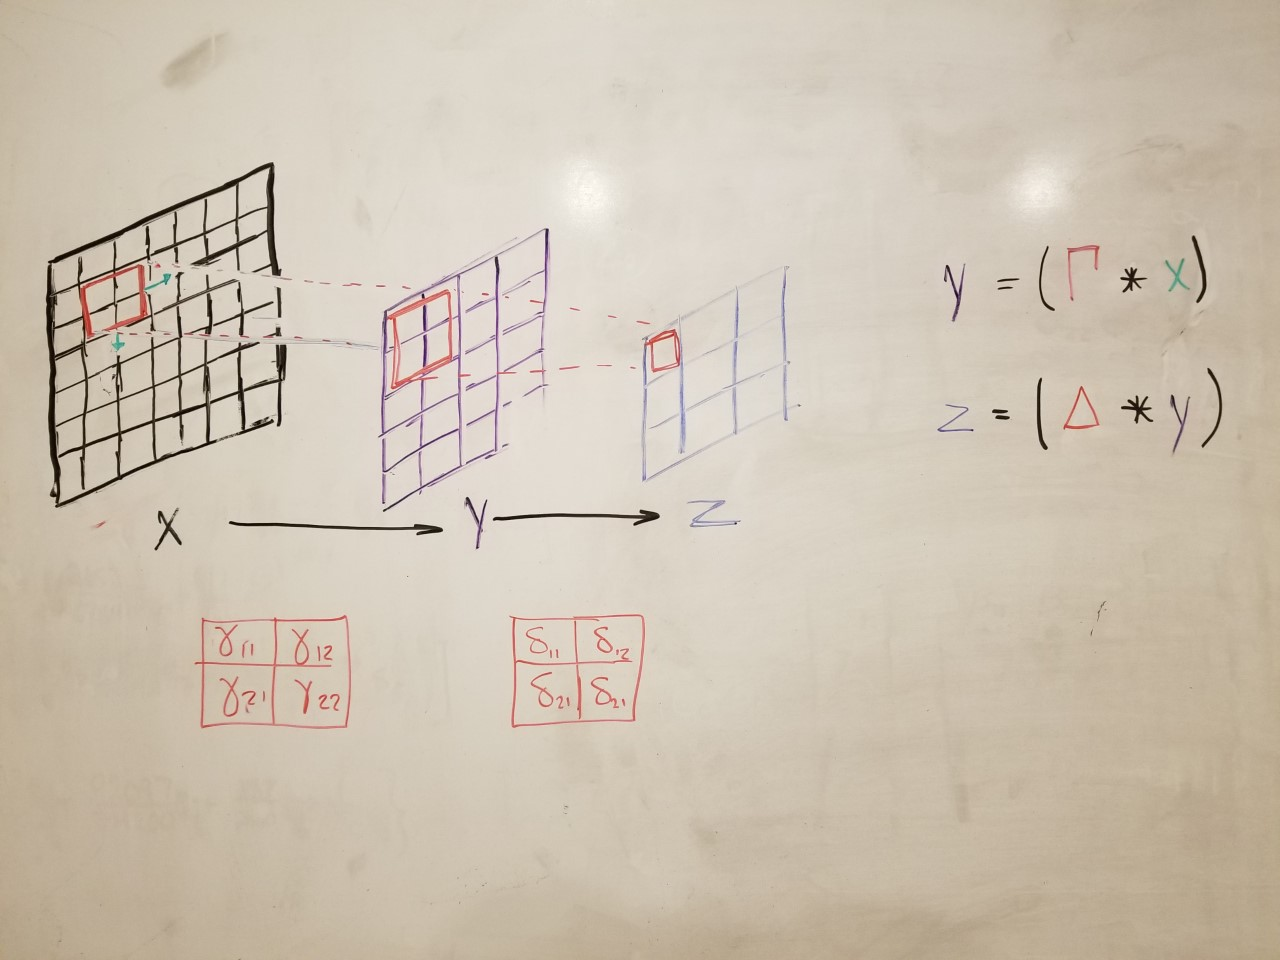 y = (Γ * x)
z = (Δ * y)
x → y → z
γ11 γ12
γ21 γ22
δ11 δ12
δ21 δ21